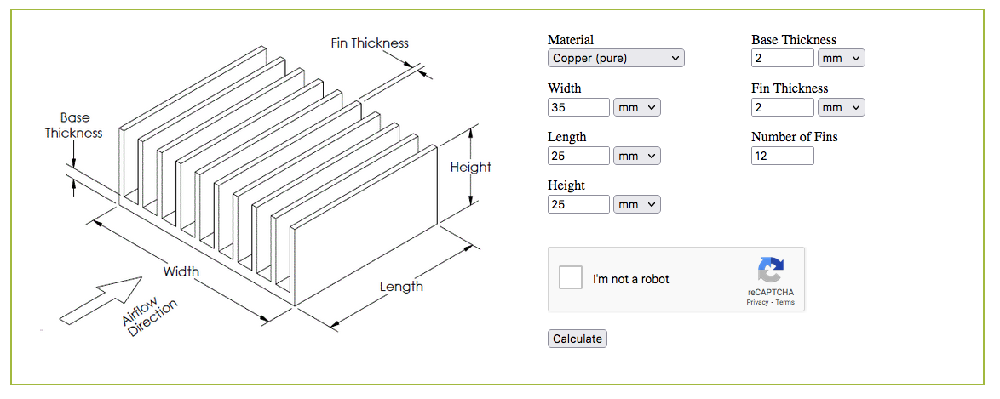 Fin Thickness
Base
Thickness
Height
Width
Length
Airflow
Direction
Material
Copper (pure)
Width
35
mm
Length
25
mm
Height
25
mm
Base Thickness
2
mm
Fin Thickness
2
mm
Number of Fins
12
I'm not a robot
reCAPTCHA
Privacy - Terms
Calculate